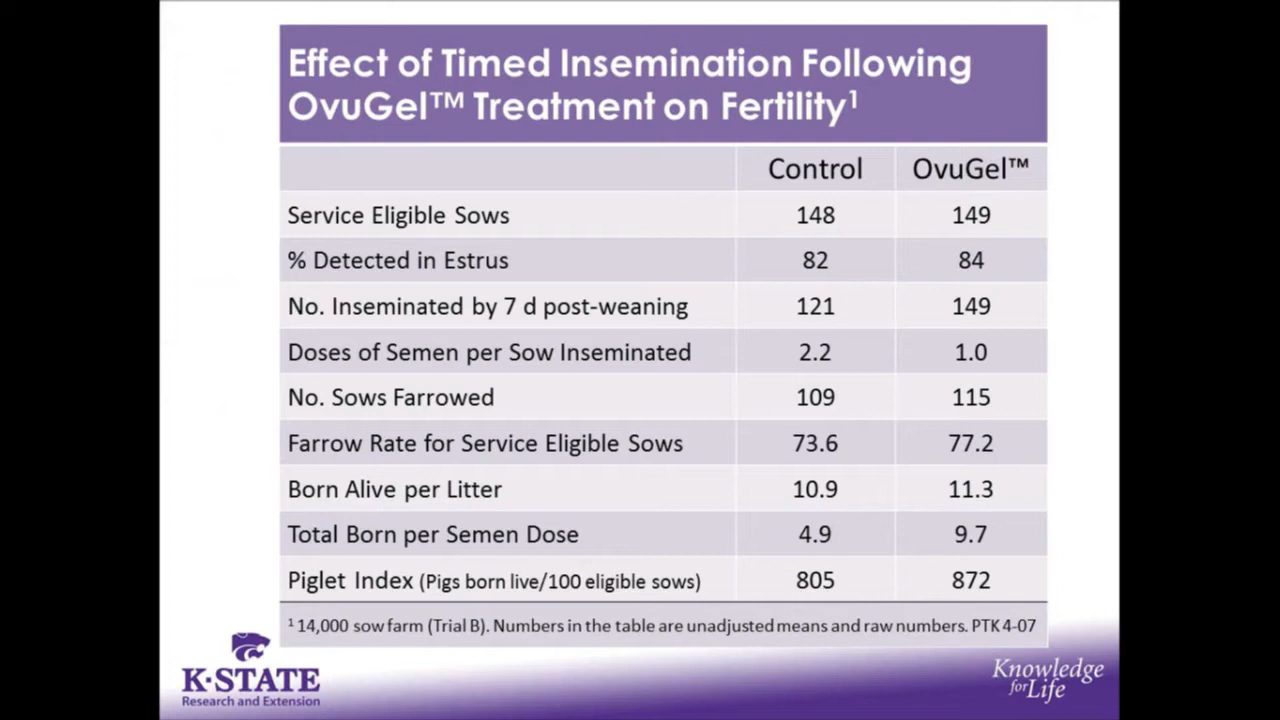 Effect of Timed Insemination Following
OvuGel™ Treatment on Fertility¹
Control OvuGel™
Service Eligible Sows 148 149
% Detected in Estrus 82 84
No. Inseminated by 7 d post-weaning 121 149
Doses of Semen per Sow Inseminated 2.2 1.0
No. Sows Farrowed 109 115
Farrow Rate for Service Eligible Sows 73.6 77.2
Born Alive per Litter 10.9 11.3
Total Born per Semen Dose 4.9 9.7
Piglet Index (Pigs born live/100 eligible sows) 805 872
¹ 14,000 sow farm (Trial B). Numbers in the table are unadjusted means and raw numbers. PTK 4-07
K-STATE
Research and Extension
Knowledge
for Life